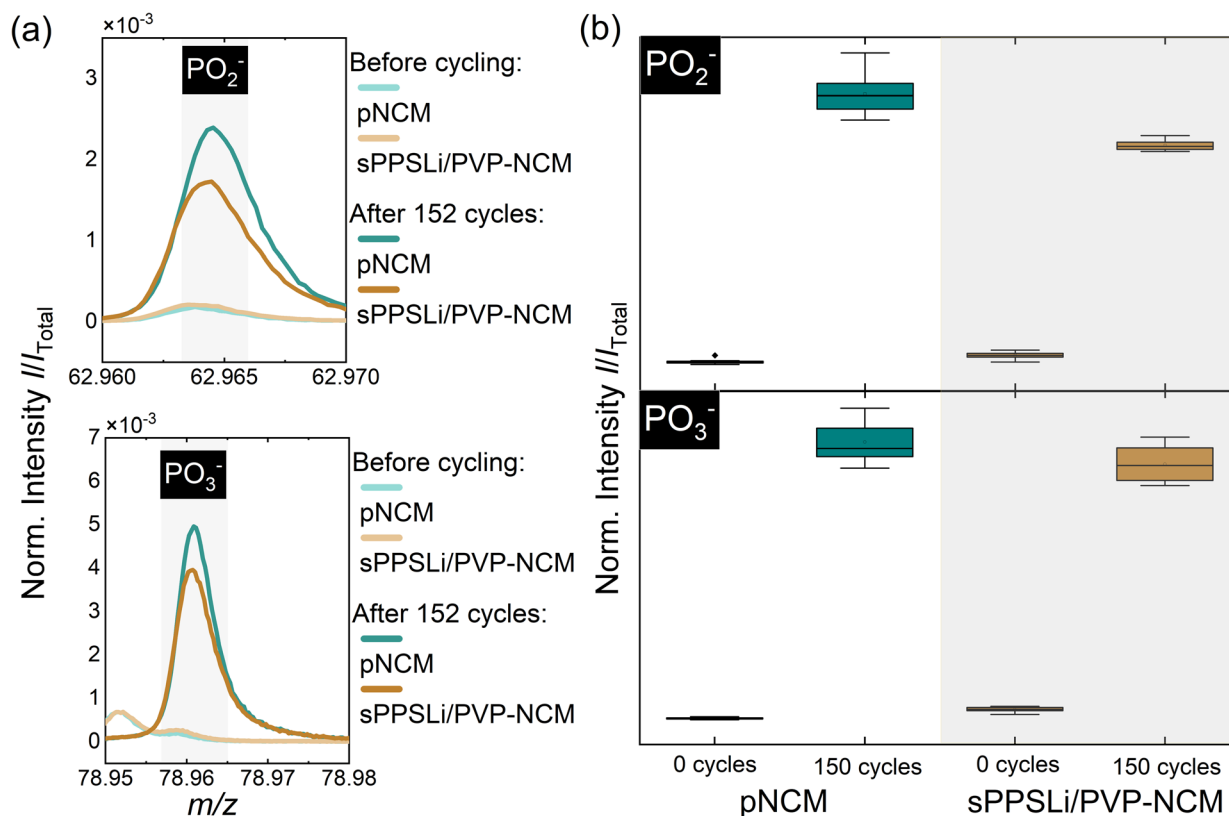 (a)
×10⁻³
PO₂⁻
3
2
1
0
62.960 62.965 62.970
Before cycling:
pNCM
sPPSLi/PVP-NCM
After 152 cycles:
pNCM
sPPSLi/PVP-NCM
Norm. Intensity I/I_Total
×10⁻³
PO₃⁻
7
6
5
4
3
2
1
0
78.95 78.96 78.97 78.98
m/z
Before cycling:
pNCM
sPPSLi/PVP-NCM
After 152 cycles:
pNCM
sPPSLi/PVP-NCM
(b)
PO₂⁻
PO₃⁻
Norm. Intensity I/I_Total
0 cycles 150 cycles 0 cycles 150 cycles
pNCM sPPSLi/PVP-NCM